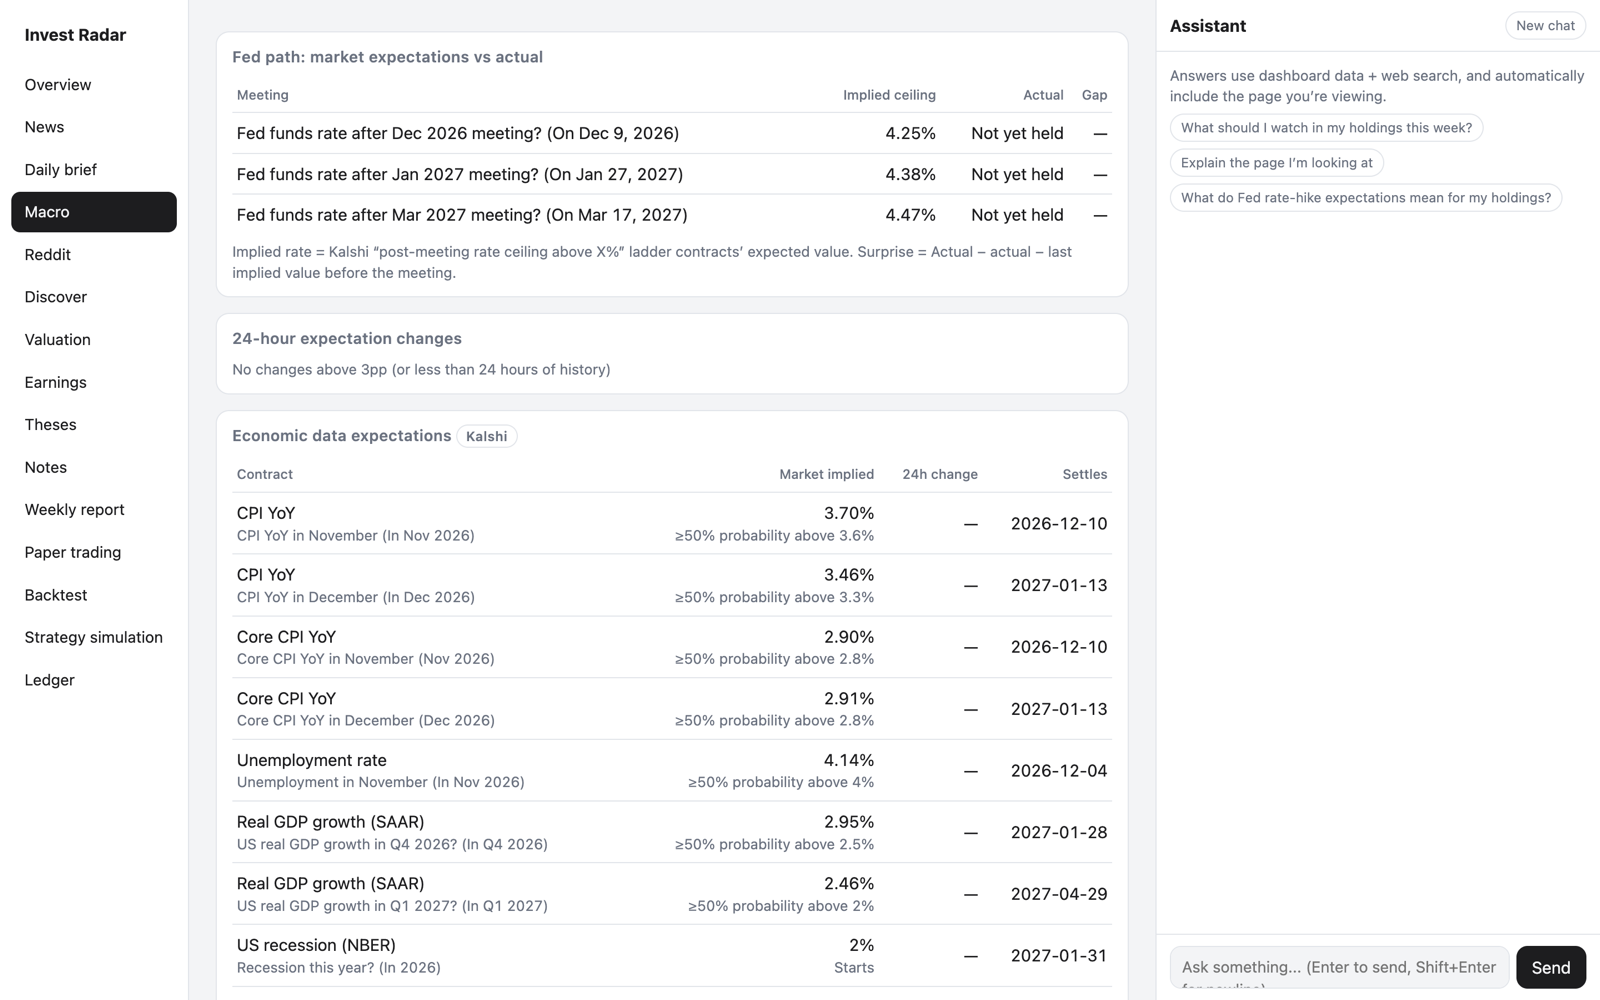 Invest Radar
Overview
News
Daily brief
Macro
Reddit
Discover
Valuation
Earnings
Theses
Notes
Weekly report
Paper trading
Backtest
Strategy simulation
Ledger
Fed path: market expectations vs actual
Meeting Implied ceiling Actual Gap
Fed funds rate after Dec 2026 meeting? (On Dec 9, 2026) 4.25% Not yet held —
Fed funds rate after Jan 2027 meeting? (On Jan 27, 2027) 4.38% Not yet held —
Fed funds rate after Mar 2027 meeting? (On Mar 17, 2027) 4.47% Not yet held —
Implied rate = Kalshi “post-meeting rate ceiling above X%” ladder contracts’ expected value. Surprise = Actual – actual – last
implied value before the meeting.
24-hour expectation changes
No changes above 3pp (or less than 24 hours of history)
Economic data expectations Kalshi
Contract Market implied 24h change Settles
CPI YoY 3.70% — 2026-12-10
CPI YoY in November (In Nov 2026) ≥50% probability above 3.6%
CPI YoY 3.46% — 2027-01-13
CPI YoY in December (In Dec 2026) ≥50% probability above 3.3%
Core CPI YoY 2.90% — 2026-12-10
Core CPI YoY in November (Nov 2026) ≥50% probability above 2.8%
Core CPI YoY 2.91% — 2027-01-13
Core CPI YoY in December (Dec 2026) ≥50% probability above 2.8%
Unemployment rate 4.14% — 2026-12-04
Unemployment in November (In Nov 2026) ≥50% probability above 4%
Real GDP growth (SAAR) 2.95% — 2027-01-28
US real GDP growth in Q4 2026? (In Q4 2026) ≥50% probability above 2.5%
Real GDP growth (SAAR) 2.46% — 2027-04-29
US real GDP growth in Q1 2027? (In Q1 2027) ≥50% probability above 2%
US recession (NBER) 2% — 2027-01-31
Recession this year? (In 2026) Starts
Assistant
New chat
Answers use dashboard data + web search, and automatically
include the page you’re viewing.
What should I watch in my holdings this week?
Explain the page I’m looking at
What do Fed rate-hike expectations mean for my holdings?
Ask something... (Enter to send, Shift+Enter
for newline)
Send